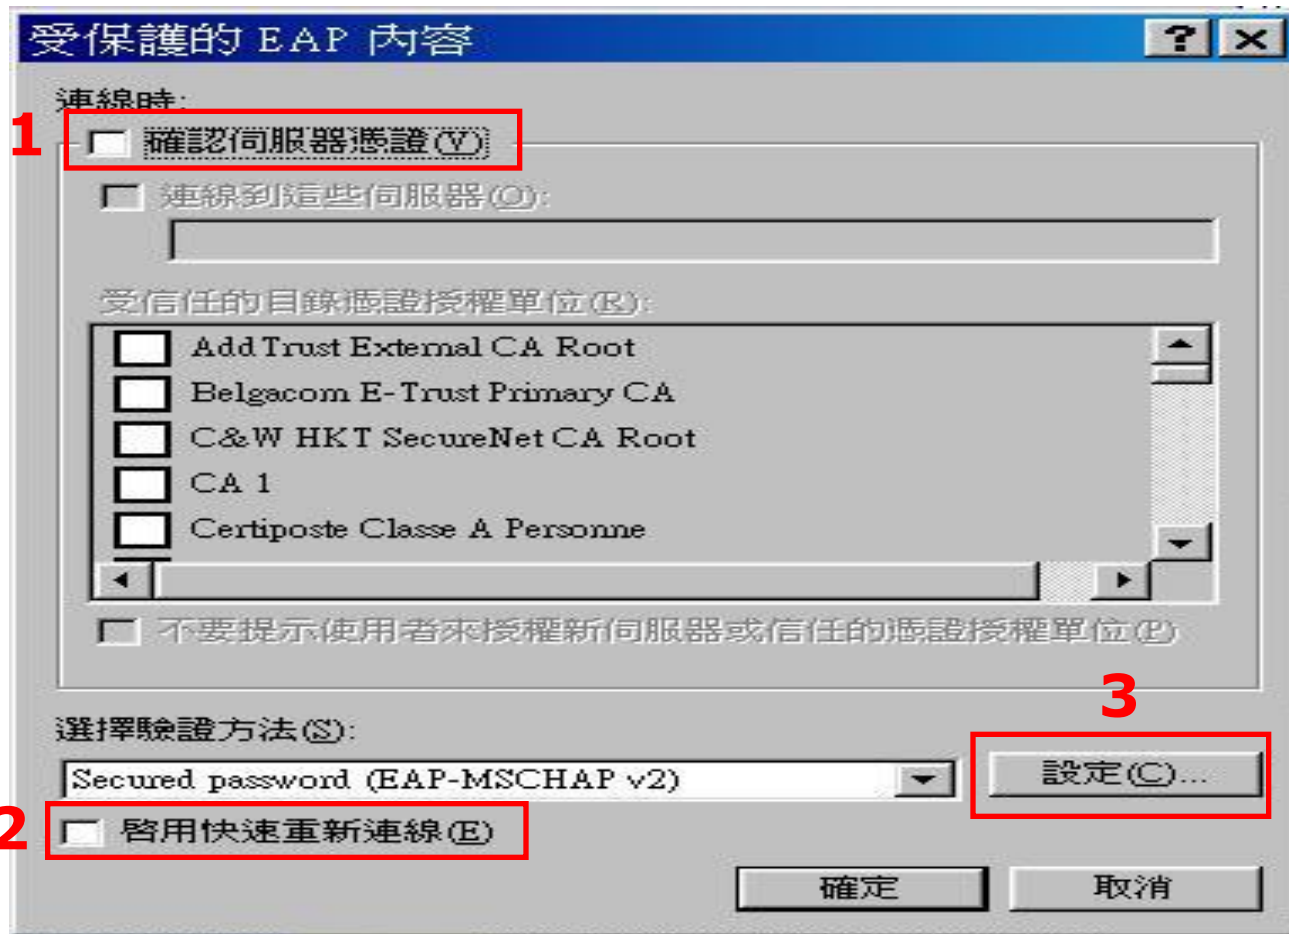 受保護的 EAP 內容
連線時:
1
確認伺服器憑證(V)
連線到這些伺服器(O):
受信任的目錄憑證授權單位(R):
AddTrust External CA Root
Belgacom E-Trust Primary CA
C&W HKT SecureNet CA Root
CA 1
Certiposte Classe A Personne
不要提示使用者來授權新伺服器或信任的憑證授權單位(P)
3
選擇驗證方法(S):
Secured password (EAP-MSCHAP v2)
設定(C)...
2
啟用快速重新連線(E)
確定
取消